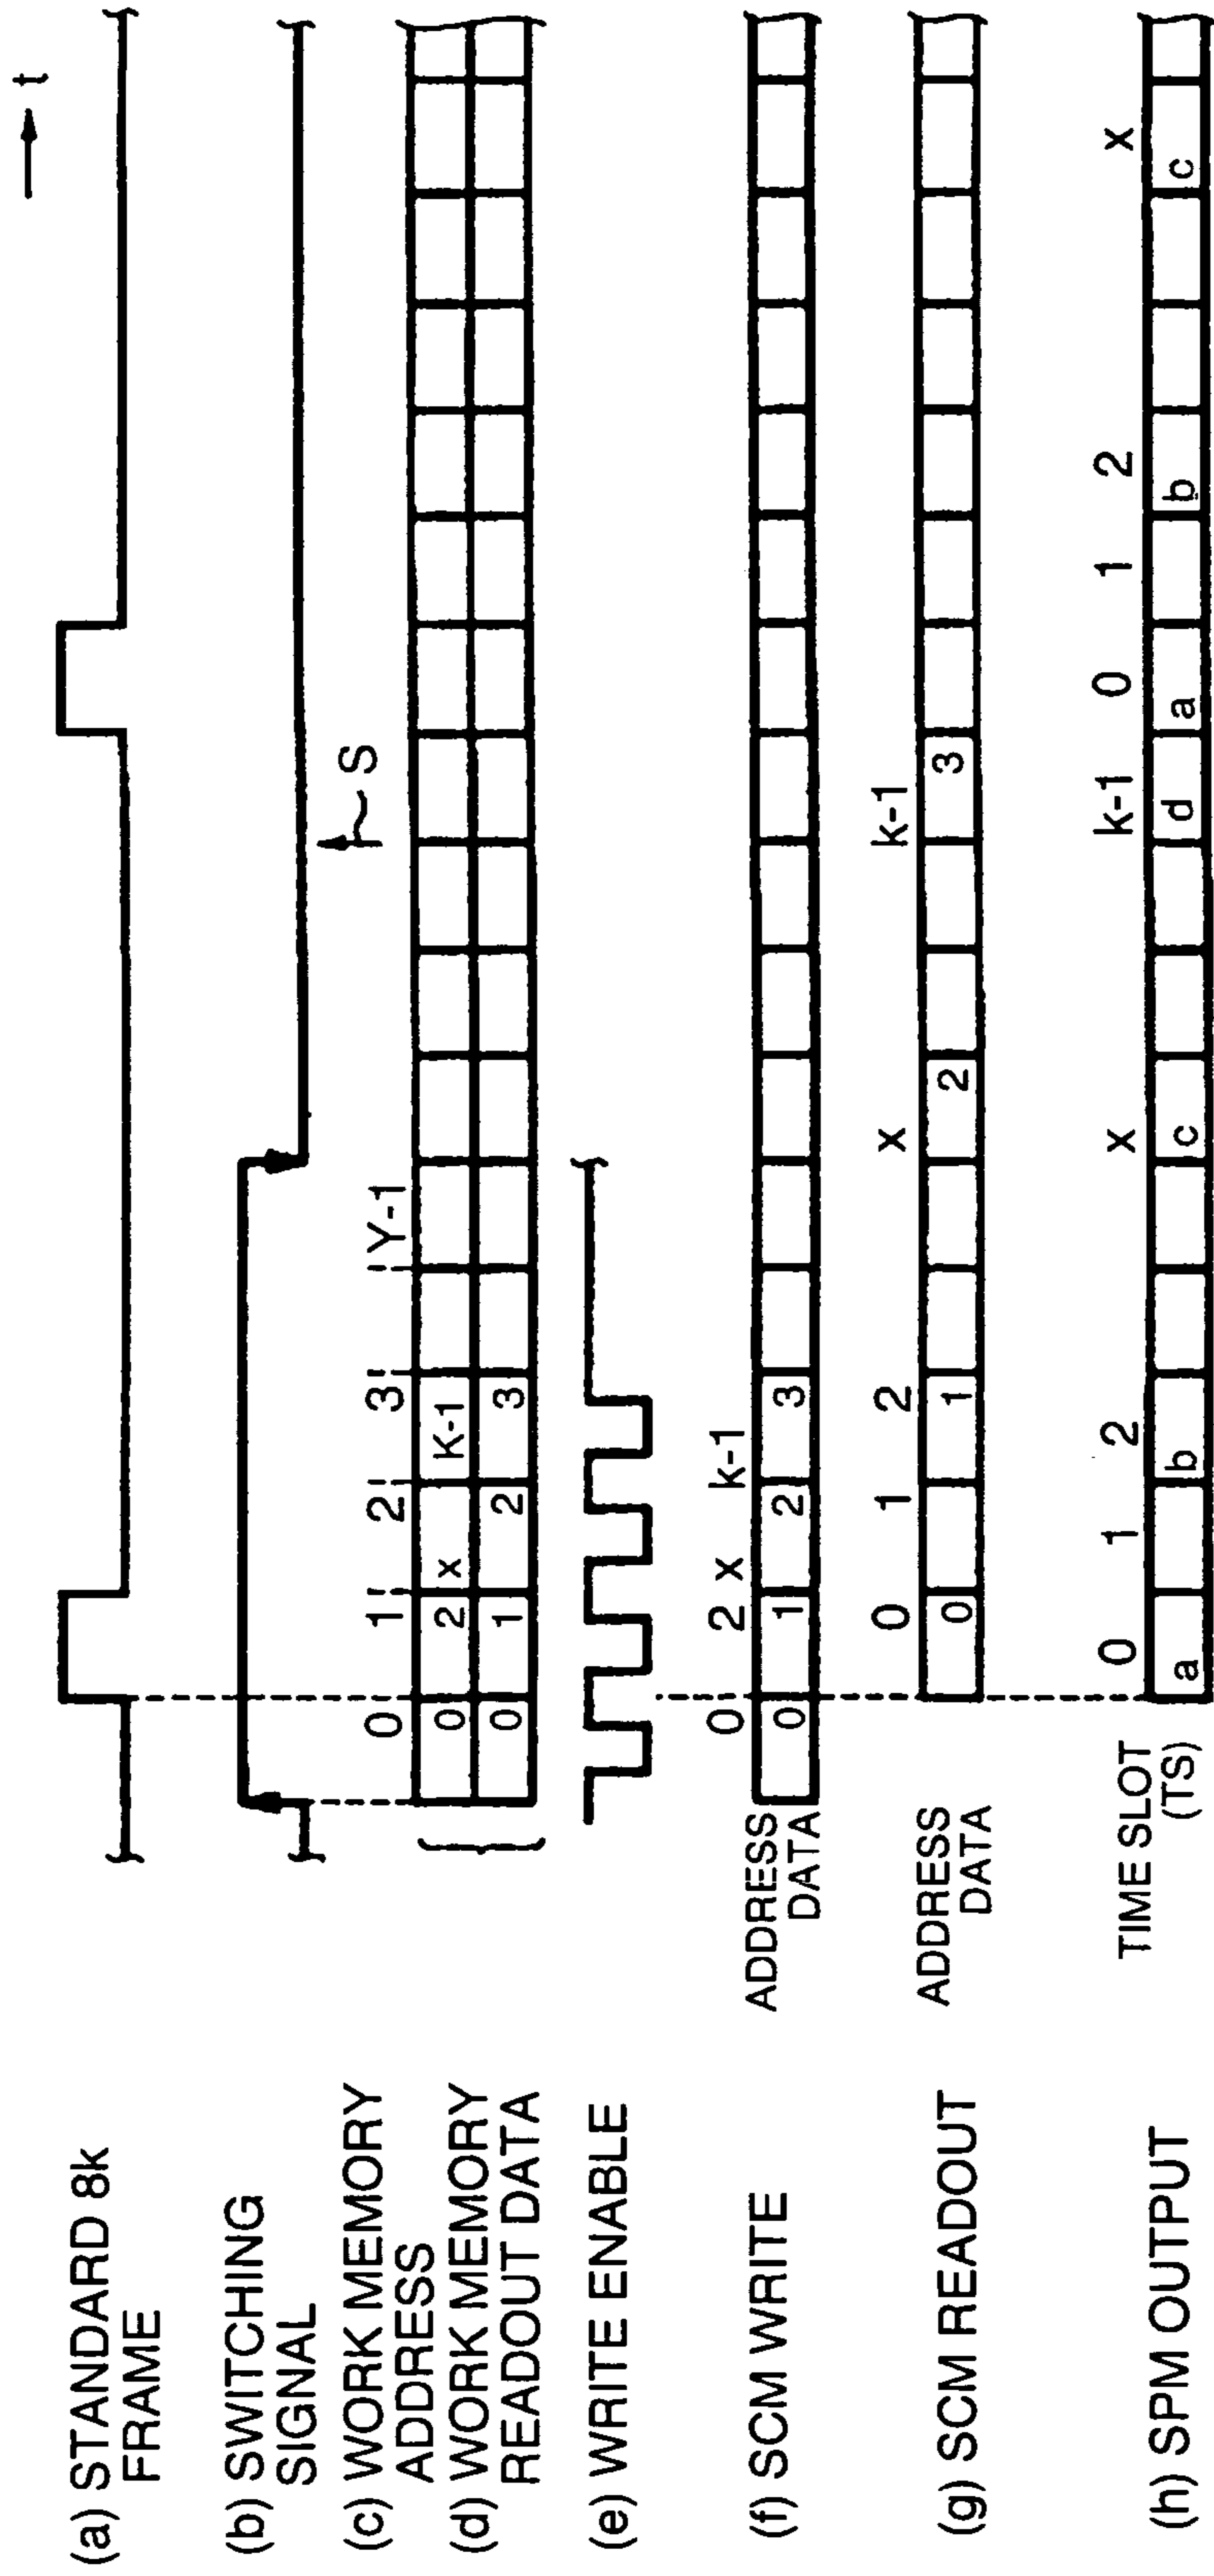 t
(a) STANDARD 8k
FRAME
(b) SWITCHING
SIGNAL
S
(c) WORK MEMORY
ADDRESS
0 1 2 3 Y-1
(d) WORK MEMORY
READOUT DATA
0 2 x K-1
0 1 2 3
(e) WRITE ENABLE
(f) SCM WRITE
ADDRESS 0 2 x k-1
DATA 0 1 2 3
(g) SCM READOUT
ADDRESS 0 1 2 x k-1
DATA 0 1 2 3
(h) SPM OUTPUT
TIME SLOT 0 1 2 x k-1 0 1 2 x
(TS) a b c d a b c